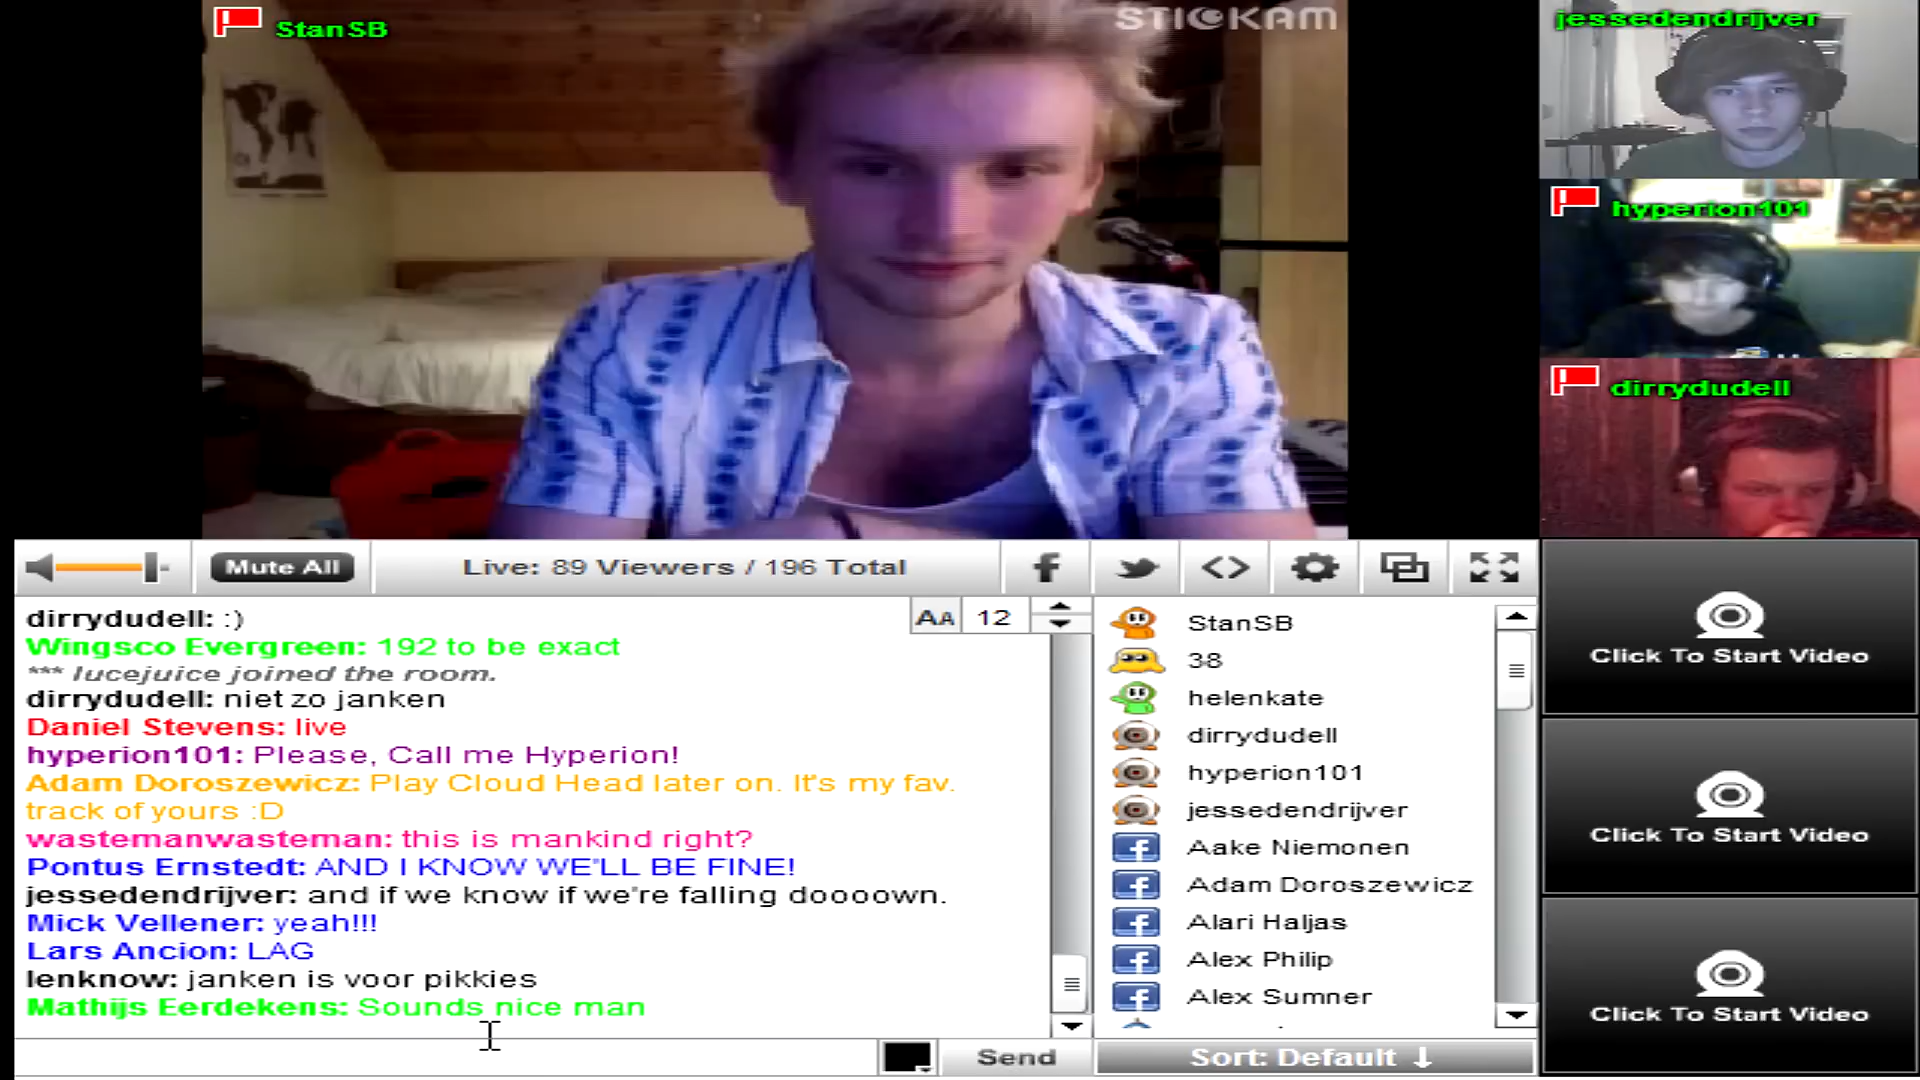 StanSB
STICKAM
jessedendrijver
hyperion101
dirrydudell
Mute All
Live: 89 Viewers / 196 Total
dirrydudell: :)
AA 12
Wingsco Evergreen: 192 to be exact
*** lucejuice joined the room.
dirrydudell: niet zo janken
Daniel Stevens: live
hyperion101: Please, Call me Hyperion!
Adam Doroszewicz: Play Cloud Head later on. It's my fav.
track of yours :D
wastemanwasteman: this is mankind right?
Pontus Ernstedt: AND I KNOW WE'LL BE FINE!
jessedendrijver: and if we know if we're falling doooown.
Mick Vellener: yeah!!!
Lars Ancion: LAG
lenknow: janken is voor pikkies
Mathijs Eerdekens: Sounds nice man
Send
StanSB
38
helenkate
dirrydudell
hyperion101
jessedendrijver
Aake Niemonen
Adam Doroszewicz
Alari Haljas
Alex Philip
Alex Sumner
Sort: Default ↓
Click To Start Video
Click To Start Video
Click To Start Video